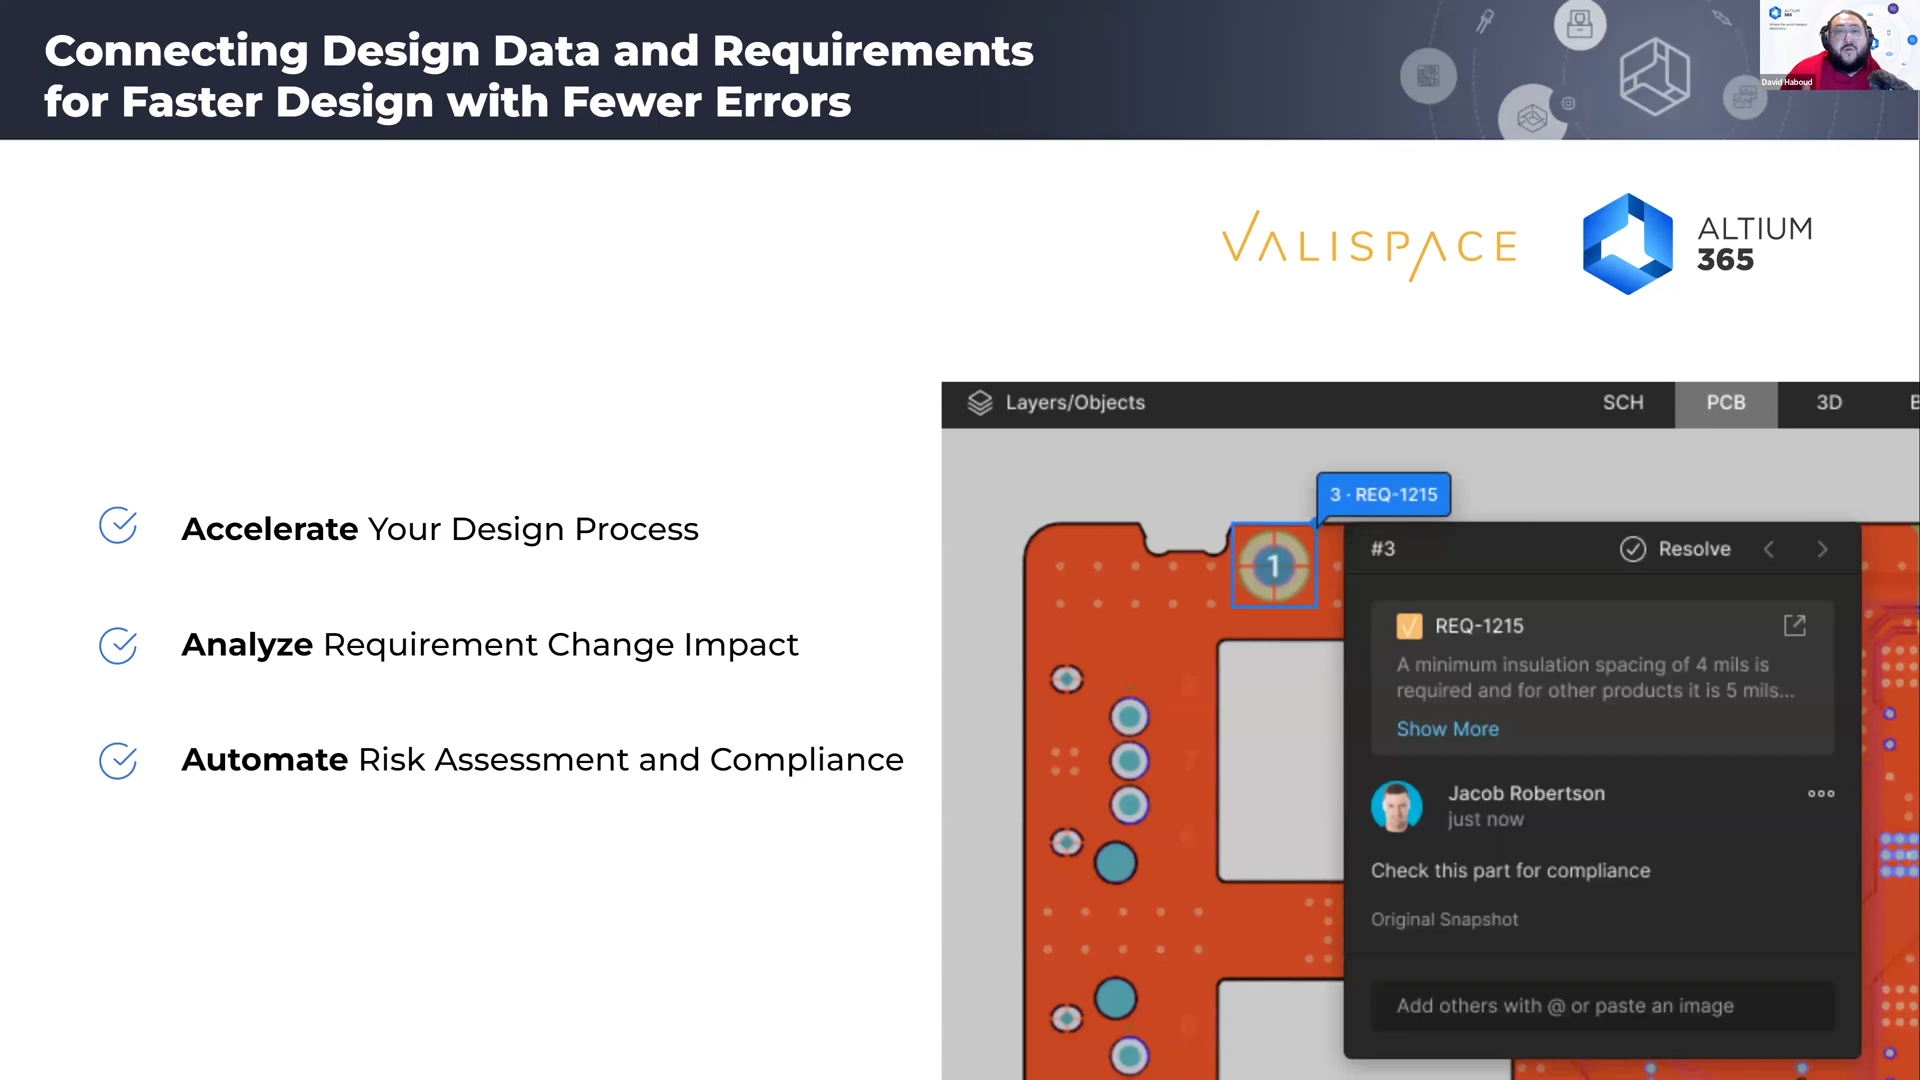 Connecting Design Data and Requirements
for Faster Design with Fewer Errors
ALTIUM
365
David Haboud
VALISPACE
ALTIUM
365
Accelerate Your Design Process
Analyze Requirement Change Impact
Automate Risk Assessment and Compliance
Layers/Objects
SCH
PCB
3D
3 · REQ-1215
1
#3
Resolve
REQ-1215
A minimum insulation spacing of 4 mils is
required and for other products it is 5 mils...
Show More
Jacob Robertson
just now
Check this part for compliance
Original Snapshot
Add others with @ or paste an image